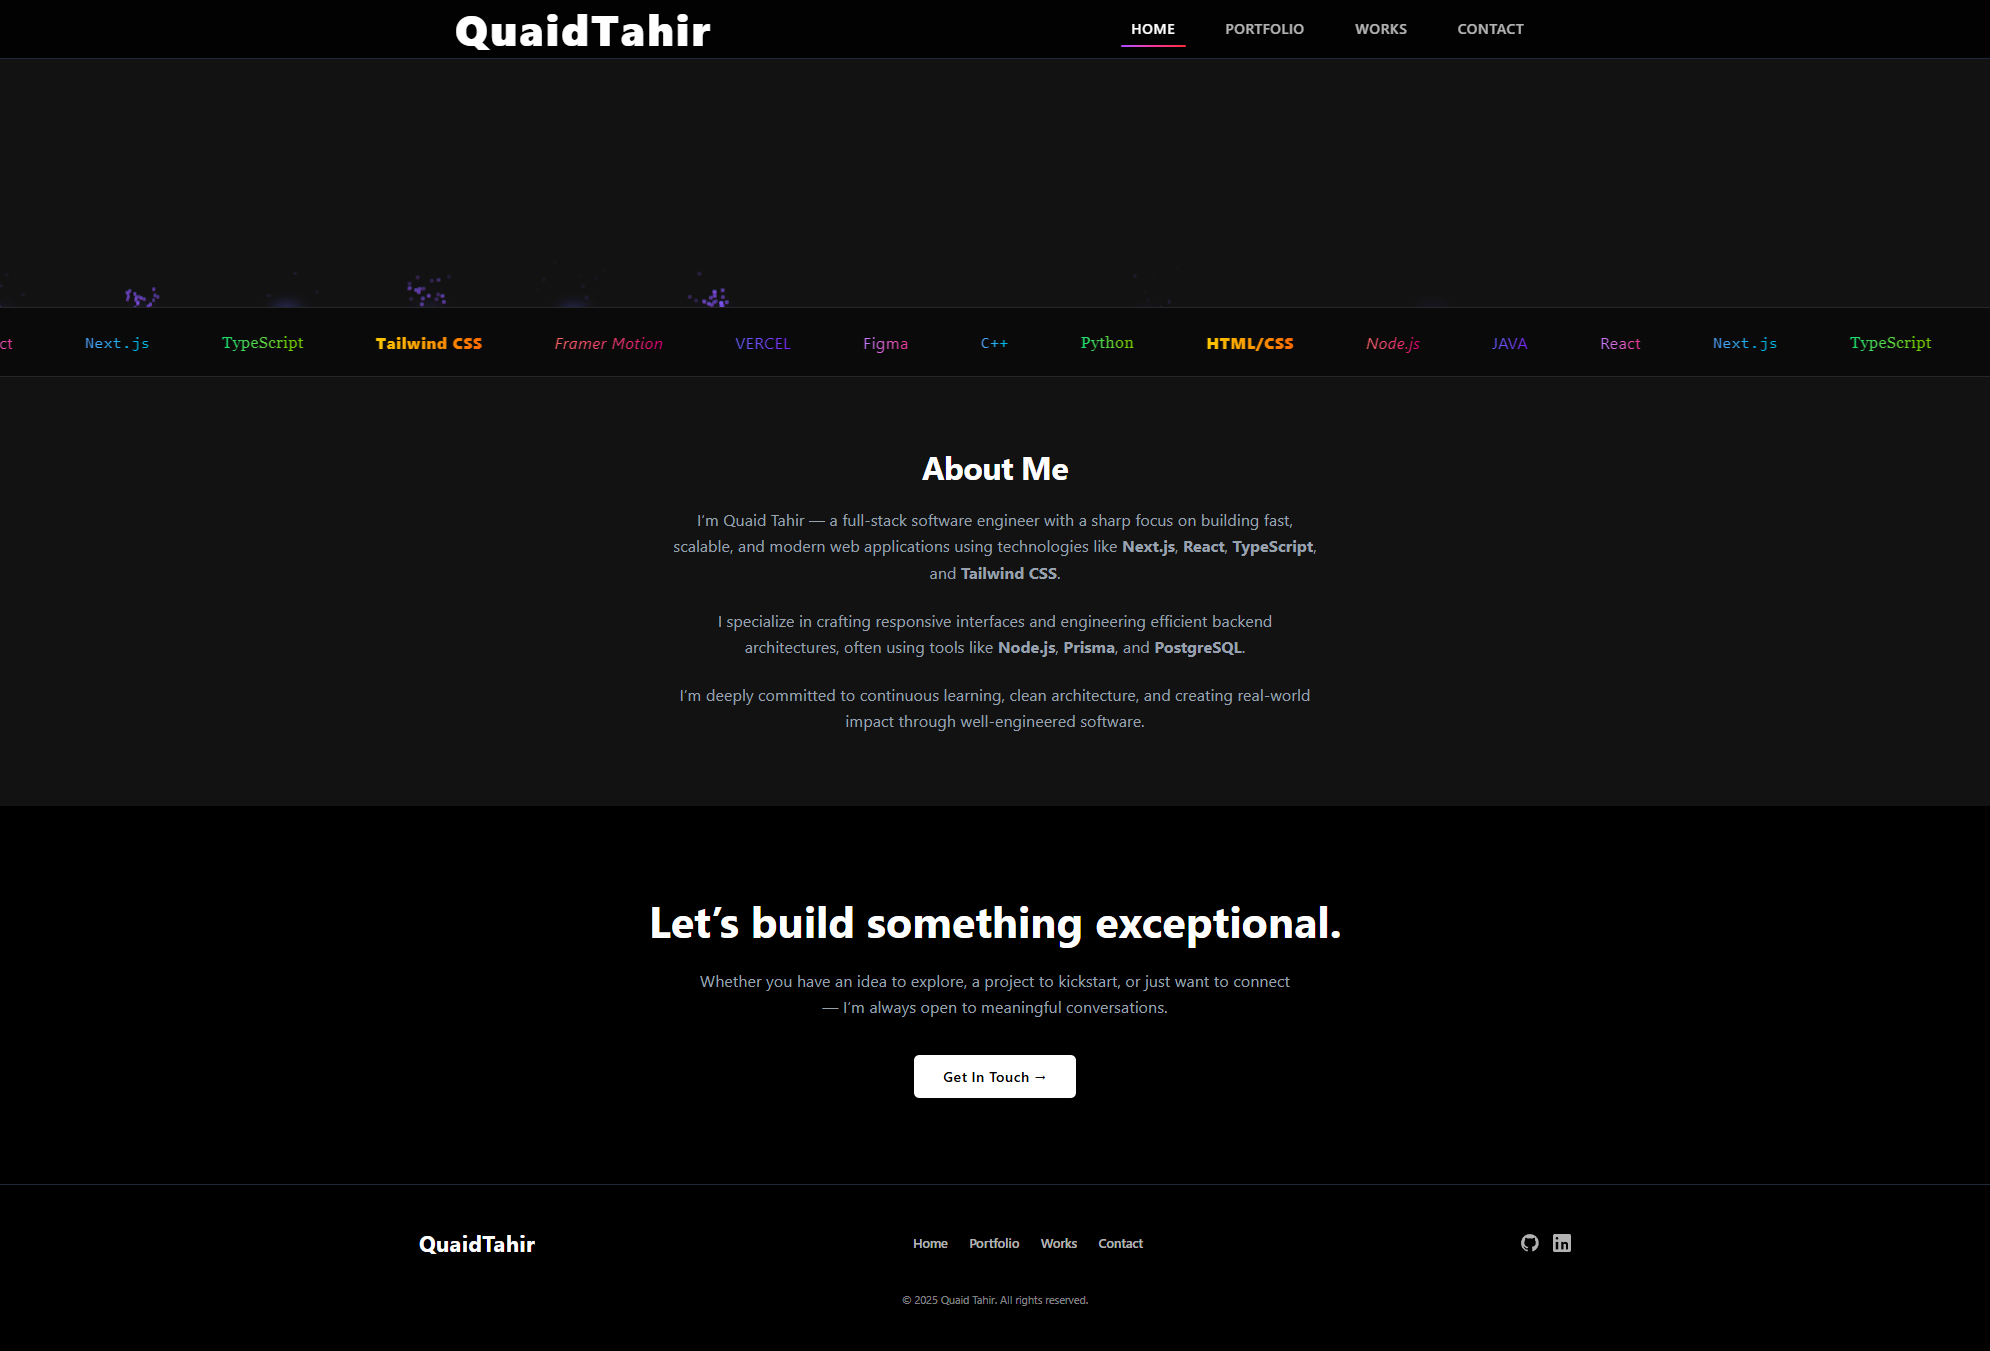 QuaidTahir
HOME PORTFOLIO WORKS CONTACT
ct Next.js TypeScript Tailwind CSS Framer Motion VERCEL Figma C++ Python HTML/CSS Node.js JAVA React Next.js TypeScript
About Me
I’m Quaid Tahir — a full-stack software engineer with a sharp focus on building fast,
scalable, and modern web applications using technologies like Next.js, React, TypeScript,
and Tailwind CSS.
I specialize in crafting responsive interfaces and engineering efficient backend
architectures, often using tools like Node.js, Prisma, and PostgreSQL.
I’m deeply committed to continuous learning, clean architecture, and creating real-world
impact through well-engineered software.
Let’s build something exceptional.
Whether you have an idea to explore, a project to kickstart, or just want to connect
— I’m always open to meaningful conversations.
Get In Touch →
QuaidTahir
Home Portfolio Works Contact
© 2025 Quaid Tahir. All rights reserved.